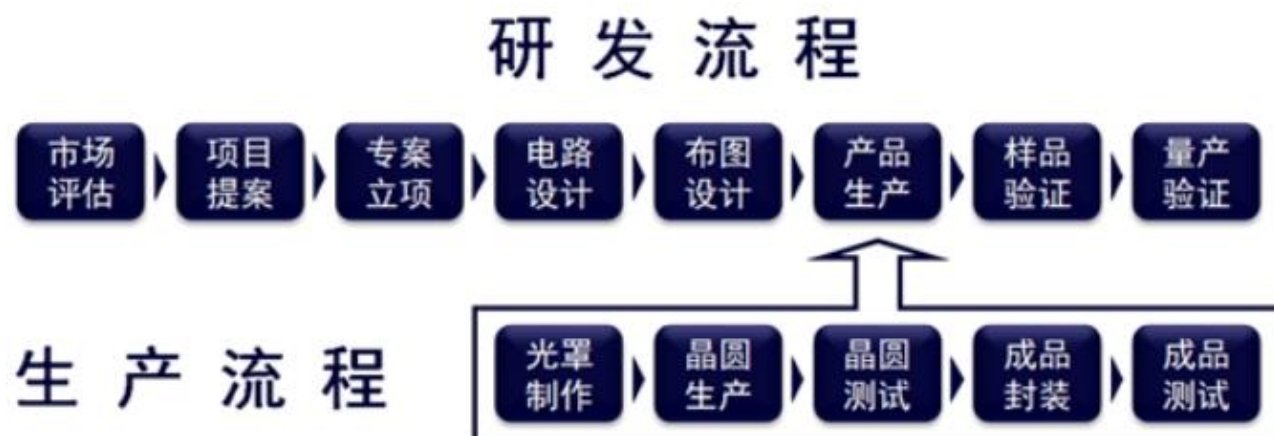 研发流程
市场
评估
项目
提案
专案
立项
电路
设计
布图
设计
产品
生产
样品
验证
量产
验证
生产流程
光罩
制作
晶圆
生产
晶圆
测试
成品
封装
成品
测试